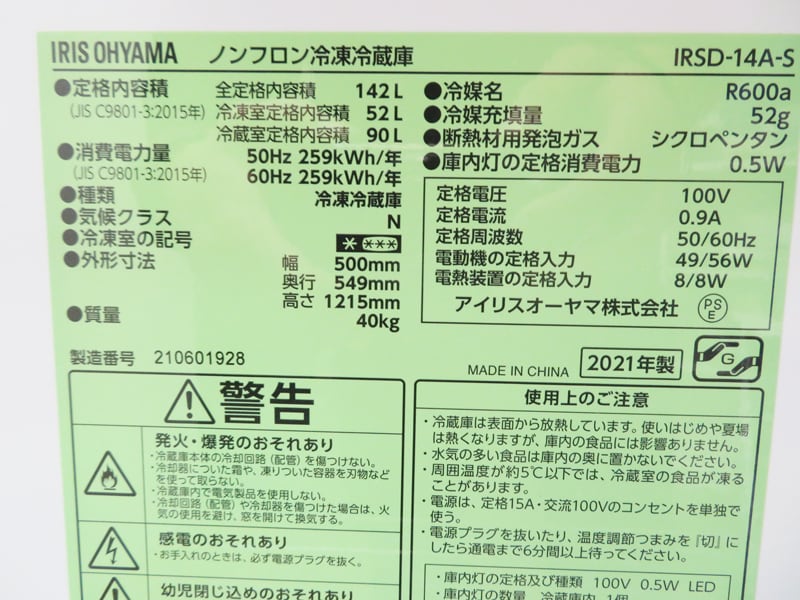 IRIS OHYAMA ノンフロン冷凍冷蔵庫 IRSD-14A-S
●定格内容積 全定格内容積 142 L
(JIS C9801-3:2015年) 冷凍室定格内容積 52 L
冷蔵室定格内容積 90 L
●消費電力量 50Hz 259kWh/年
(JIS C9801-3:2015年) 60Hz 259kWh/年
●種類 冷凍冷蔵庫
●気候クラス N
●冷凍室の記号
●外形寸法 幅 500mm
奥行 549mm
高さ 1215mm
●質量 40kg
●冷媒名 R600a
●冷媒充填量 52g
●断熱材用発泡ガス シクロペンタン
●庫内灯の定格消費電力 0.5W
定格電圧 100V
定格電流 0.9A
定格周波数 50/60Hz
電動機の定格入力 49/56W
電熱装置の定格入力 8/8W
アイリスオーヤマ株式会社 PSE
製造番号 210601928
MADE IN CHINA 2021年製 G
警告
発火・爆発のおそれあり
・冷蔵庫本体の冷却回路(配管)を傷つけない。
・冷却器についた霜や、凍りついた容器を刃物など
を使って取らない。
・冷蔵庫内で電気製品を使用しない。
・冷却回路(配管)や冷却器を傷つけた場合は、火
気の使用を避け、窓を開けて換気する。
感電のおそれあり
・お手入れのときは、必ず電源プラグを抜く。
幼児閉じ込めのおそれあり
使用上のご注意
・冷蔵庫は表面から放熱しています。使いはじめや夏場
は熱くなりますが、庫内の食品には影響ありません。
・水気の多い食品は庫内の奥に置かないでください。
・周囲温度が約5℃以下では、冷蔵室の食品が凍る
ことがあります。
・電源は、定格15A・交流100Vのコンセントを単独で
使う。
・電源プラグを抜いたり、温度調節つまみを『切』に
したら通電まで6分間以上待ってください。
・庫内灯の定格及び種類 100V 0.5W LED
・庫内灯の数量 冷蔵庫内 1個